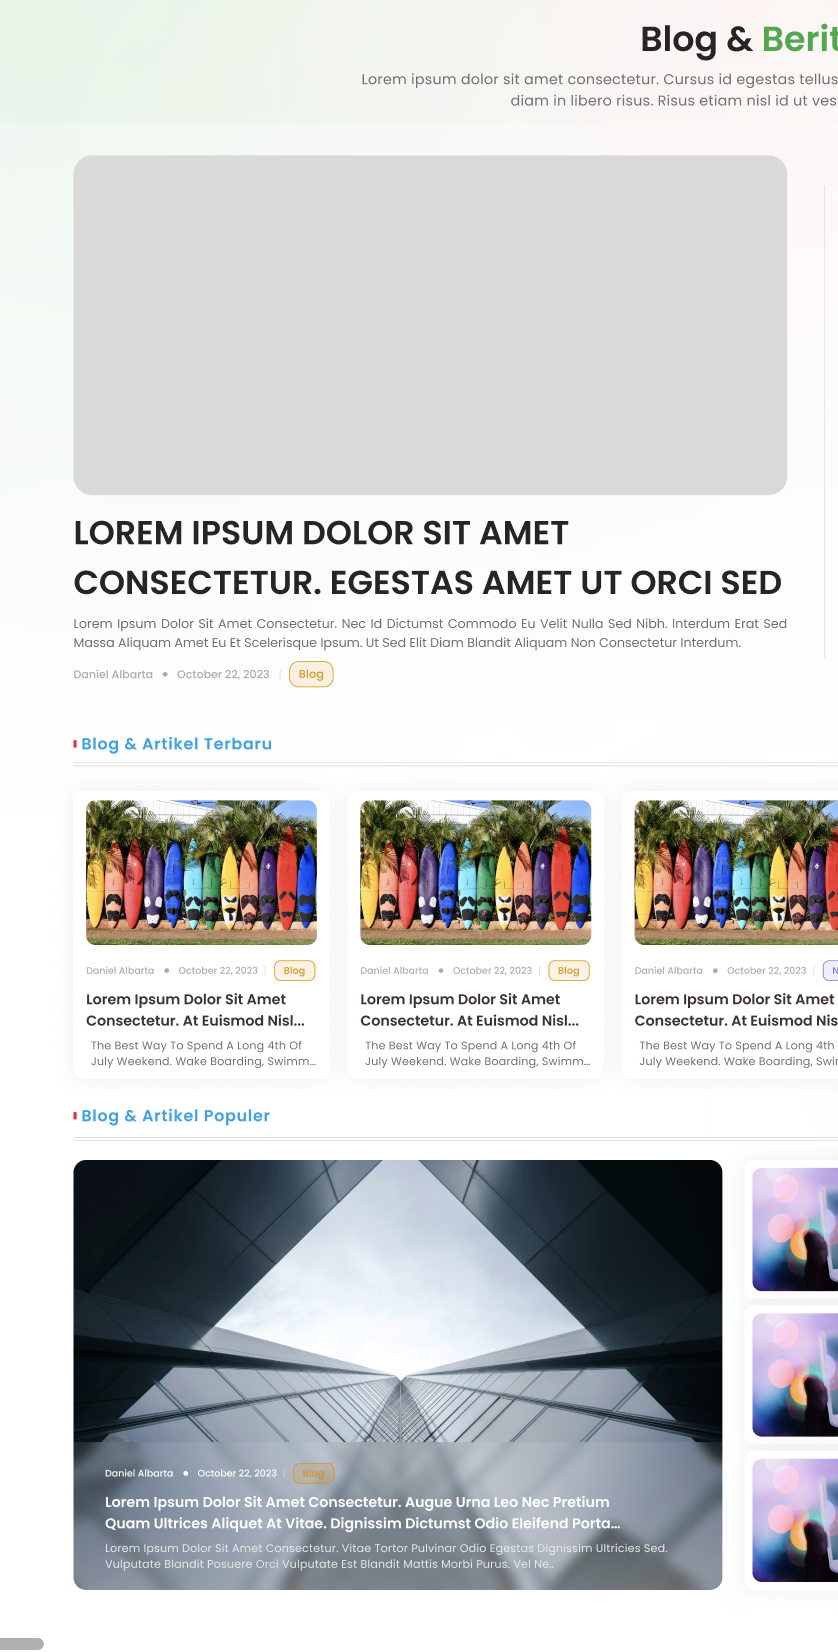 Blog & Berit
Lorem ipsum dolor sit amet consectetur. Cursus id egestas tellus
diam in libero risus. Risus etiam nisl id ut ves
LOREM IPSUM DOLOR SIT AMET
CONSECTETUR. EGESTAS AMET UT ORCI SED
Lorem Ipsum Dolor Sit Amet Consectetur. Nec Id Dictumst Commodo Eu Velit Nulla Sed Nibh. Interdum Erat Sed
Massa Aliquam Amet Eu Et Scelerisque Ipsum. Ut Sed Elit Diam Blandit Aliquam Non Consectetur Interdum.
Daniel Albarta • October 22, 2023 | Blog
Blog & Artikel Terbaru
Daniel Albarta • October 22, 2023 | Blog
Lorem Ipsum Dolor Sit Amet
Consectetur. At Euismod Nisl...
The Best Way To Spend A Long 4th Of
July Weekend. Wake Boarding, Swimm...
Daniel Albarta • October 22, 2023 | Blog
Lorem Ipsum Dolor Sit Amet
Consectetur. At Euismod Nisl...
The Best Way To Spend A Long 4th Of
July Weekend. Wake Boarding, Swimm...
Daniel Albarta • October 22, 2023 | N
Lorem Ipsum Dolor Sit Amet
Consectetur. At Euismod Nis
The Best Way To Spend A Long 4th
July Weekend. Wake Boarding, Swi
Blog & Artikel Populer
Daniel Albarta • October 22, 2023 | Blog
Lorem Ipsum Dolor Sit Amet Consectetur. Augue Urna Leo Nec Pretium
Quam Ultrices Aliquet At Vitae. Dignissim Dictumst Odio Eleifend Porta...
Lorem Ipsum Dolor Sit Amet Consectetur. Vitae Tortor Pulvinar Odio Egestas Dignissim Ultricies Sed.
Vulputate Blandit Posuere Orci Vulputate Est Blandit Mattis Morbi Purus. Vel Ne..